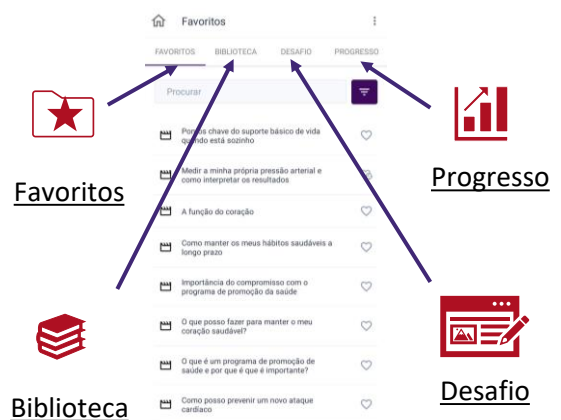 Favoritos
FAVORITOS BIBLIOTECA DESAFIO PROGRESSO
Procurar
Pontos chave do suporte básico de vida
quando está sozinho
Medir a minha própria pressão arterial e
como interpretar os resultados
A função do coração
Como manter os meus hábitos saudáveis a
longo prazo
Importância do compromisso com o
programa de promoção da saúde
O que posso fazer para manter o meu
coração saudável?
O que é um programa de promoção de
saúde e por que é que é importante?
Como posso prevenir um novo ataque
cardíaco
Favoritos
Biblioteca
Progresso
Desafio